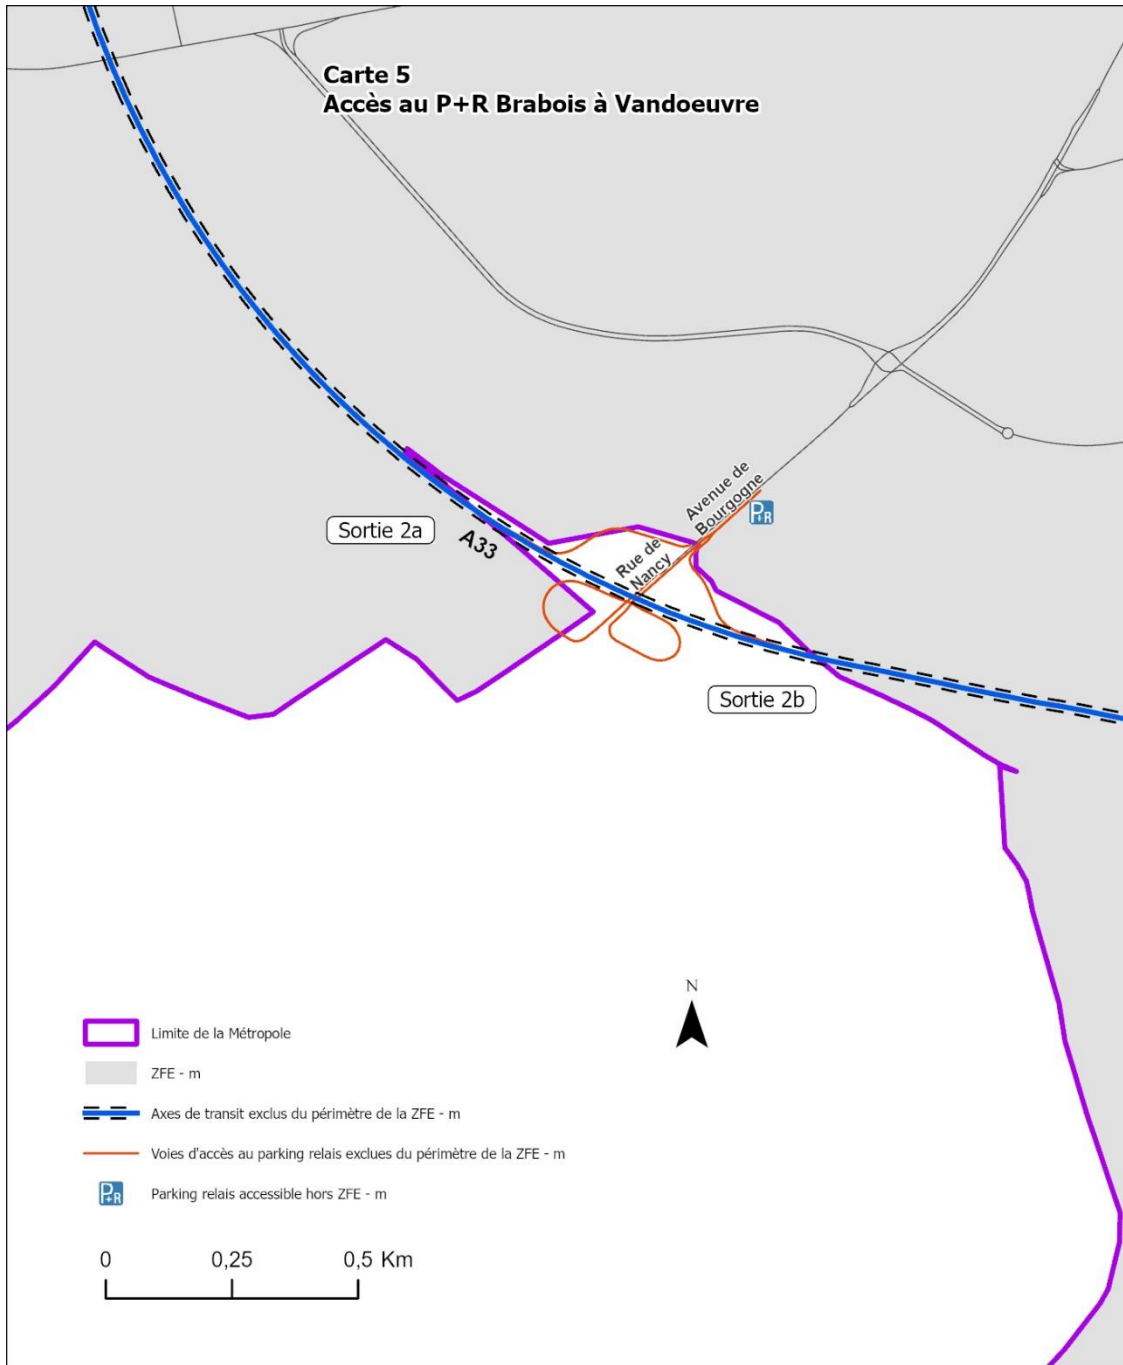 Carte 5
Accès au P+R Brabois à Vandoeuvre
Avenue de
Bourgogne
P+R
Sortie 2a
A33
Rue de
Nancy
Sortie 2b
N
Limite de la Métropole
ZFE - m
Axes de transit exclus du périmètre de la ZFE - m
Voies d'accès au parking relais exclues du périmètre de la ZFE - m
P+R
Parking relais accessible hors ZFE - m
0 0,25 0,5 Km